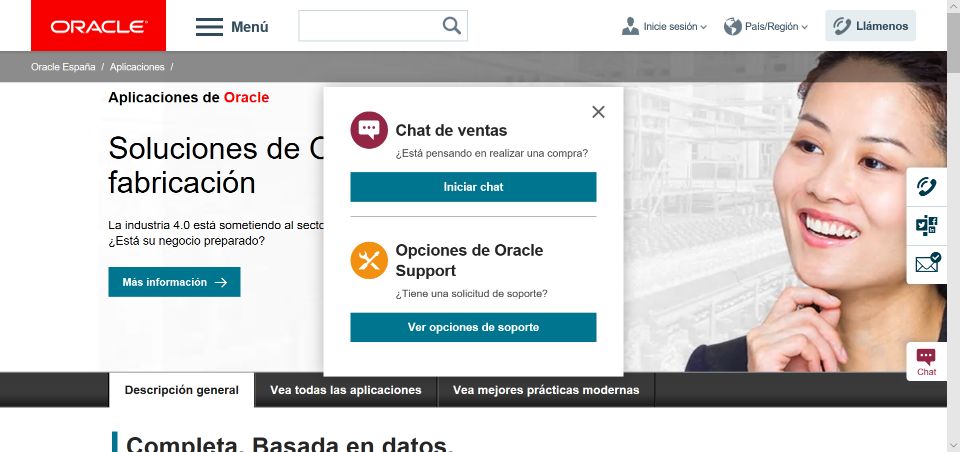 ORACLE
Menú
Inicie sesión
País/Región
Llámenos
Oracle España / Aplicaciones /
Aplicaciones de Oracle
Soluciones de
fabricación
La industria 4.0 está sometiendo al
¿Está su negocio preparado?
Más información
Chat de ventas
¿Está pensando en realizar una compra?
Iniciar chat
Opciones de Oracle
Support
¿Tiene una solicitud de soporte?
Ver opciones de soporte
Chat
Descripción general
Vea todas las aplicaciones
Vea mejores prácticas modernas
Completa. Basada en datos.